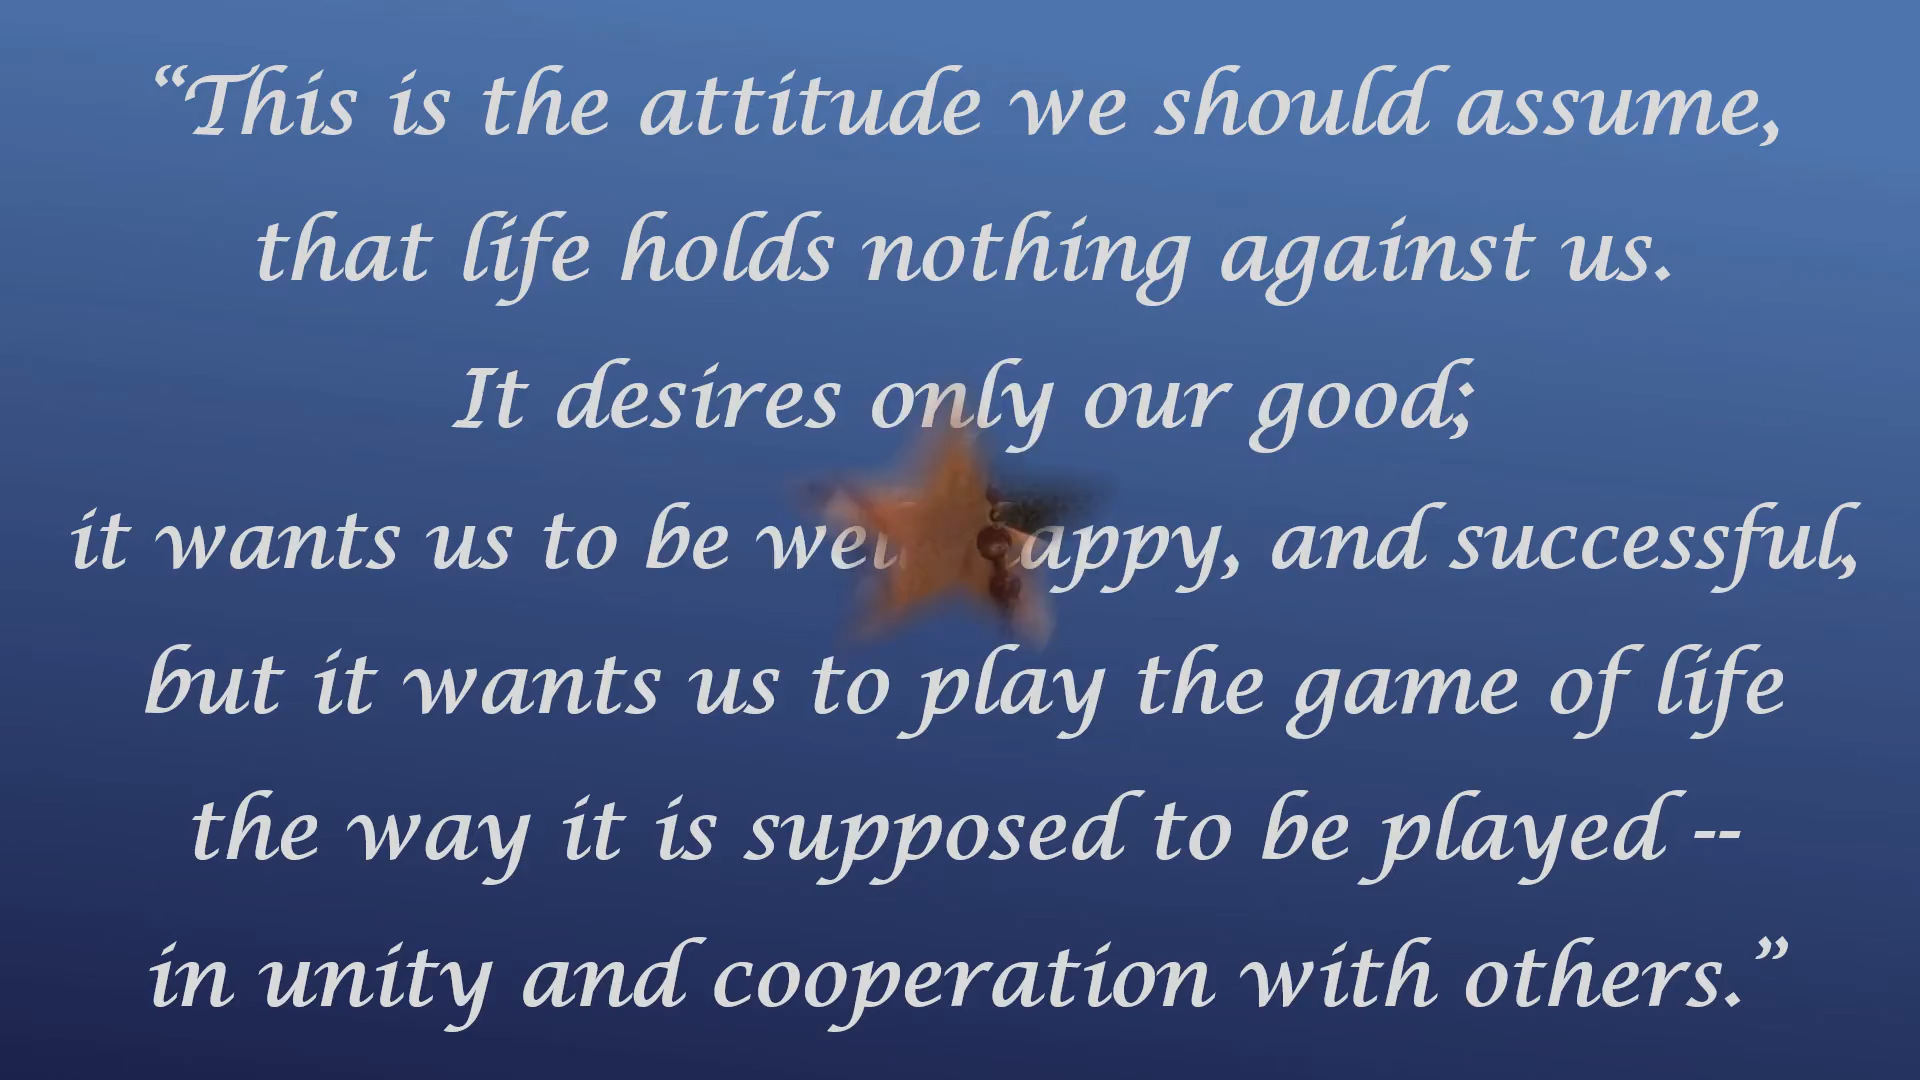 “This is the attitude we should assume,
that life holds nothing against us.
It desires only our good;
it wants us to be appy, and successful,
but it wants us to play the game of life
the way it is supposed to be played --
in unity and cooperation with others.”